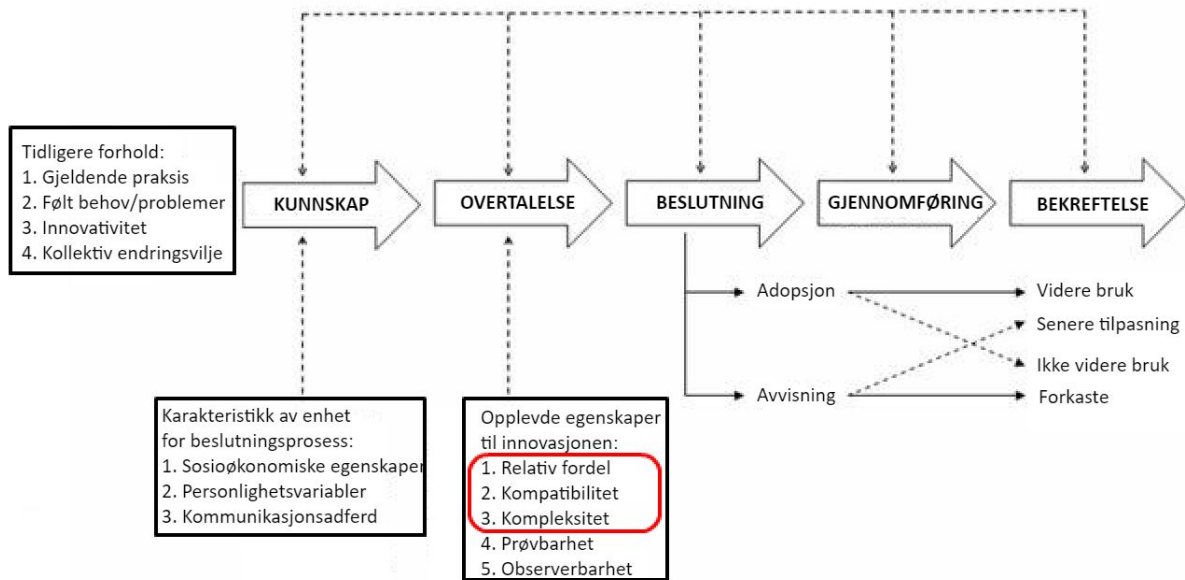 Tidligere forhold:
1. Gjeldende praksis
2. Følt behov/problemer
3. Innovativitet
4. Kollektiv endringsvilje
KUNNSKAP
OVERTALELSE
BESLUTNING
GJENNOMFØRING
BEKREFTELSE
Adopsjon
Avvisning
Videre bruk
Senere tilpasning
Ikke videre bruk
Forkaste
Karakteristikk av enhet
for beslutningsprosess:
1. Sosioøkonomiske egenskaper
2. Personlighetsvariabler
3. Kommunikasjonsadferd
Opplevde egenskaper
til innovasjonen:
1. Relativ fordel
2. Kompatibilitet
3. Kompleksitet
4. Prøvbarhet
5. Observerbarhet